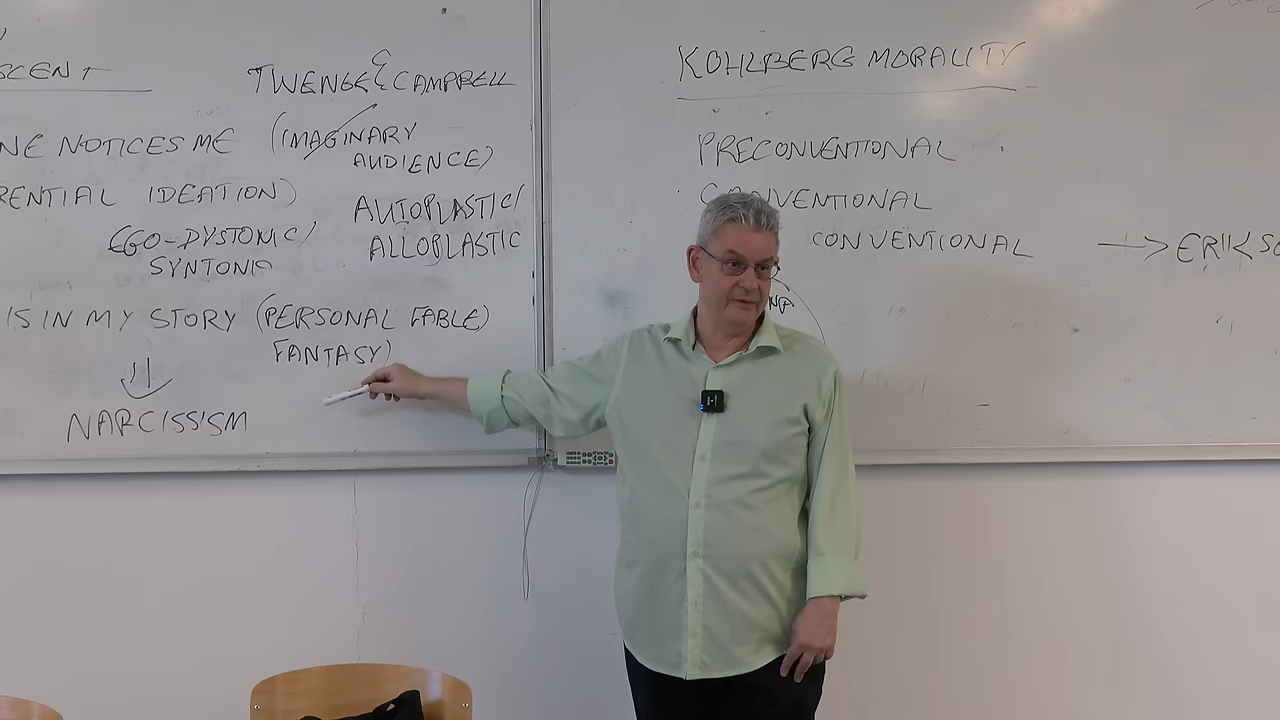 SCENT
TWENGE & CAMPBELL
NE NOTICES ME (IMAGINARY
AUDIENCE)
RENTIAL IDEATION)
AUTOPLASTIC/
ALLOPLASTIC
EGO-DYSTONIC/
SYNTONIC
IS IN MY STORY (PERSONAL FABLE)
FANTASY)
NARCISSISM
KOHLBERG MORALITY
PRECONVENTIONAL
CONVENTIONAL
CONVENTIONAL → ERIKSO